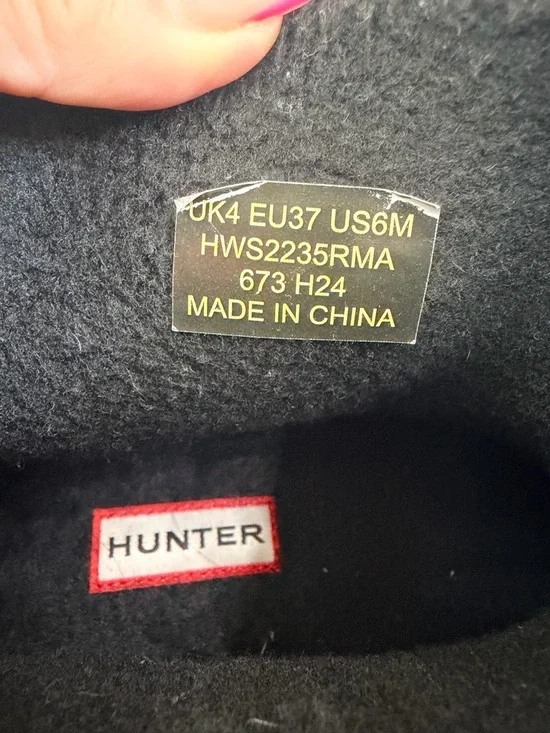 UK4 EU37 US6M
HWS2235RMA
673 H24
MADE IN CHINA
HUNTER